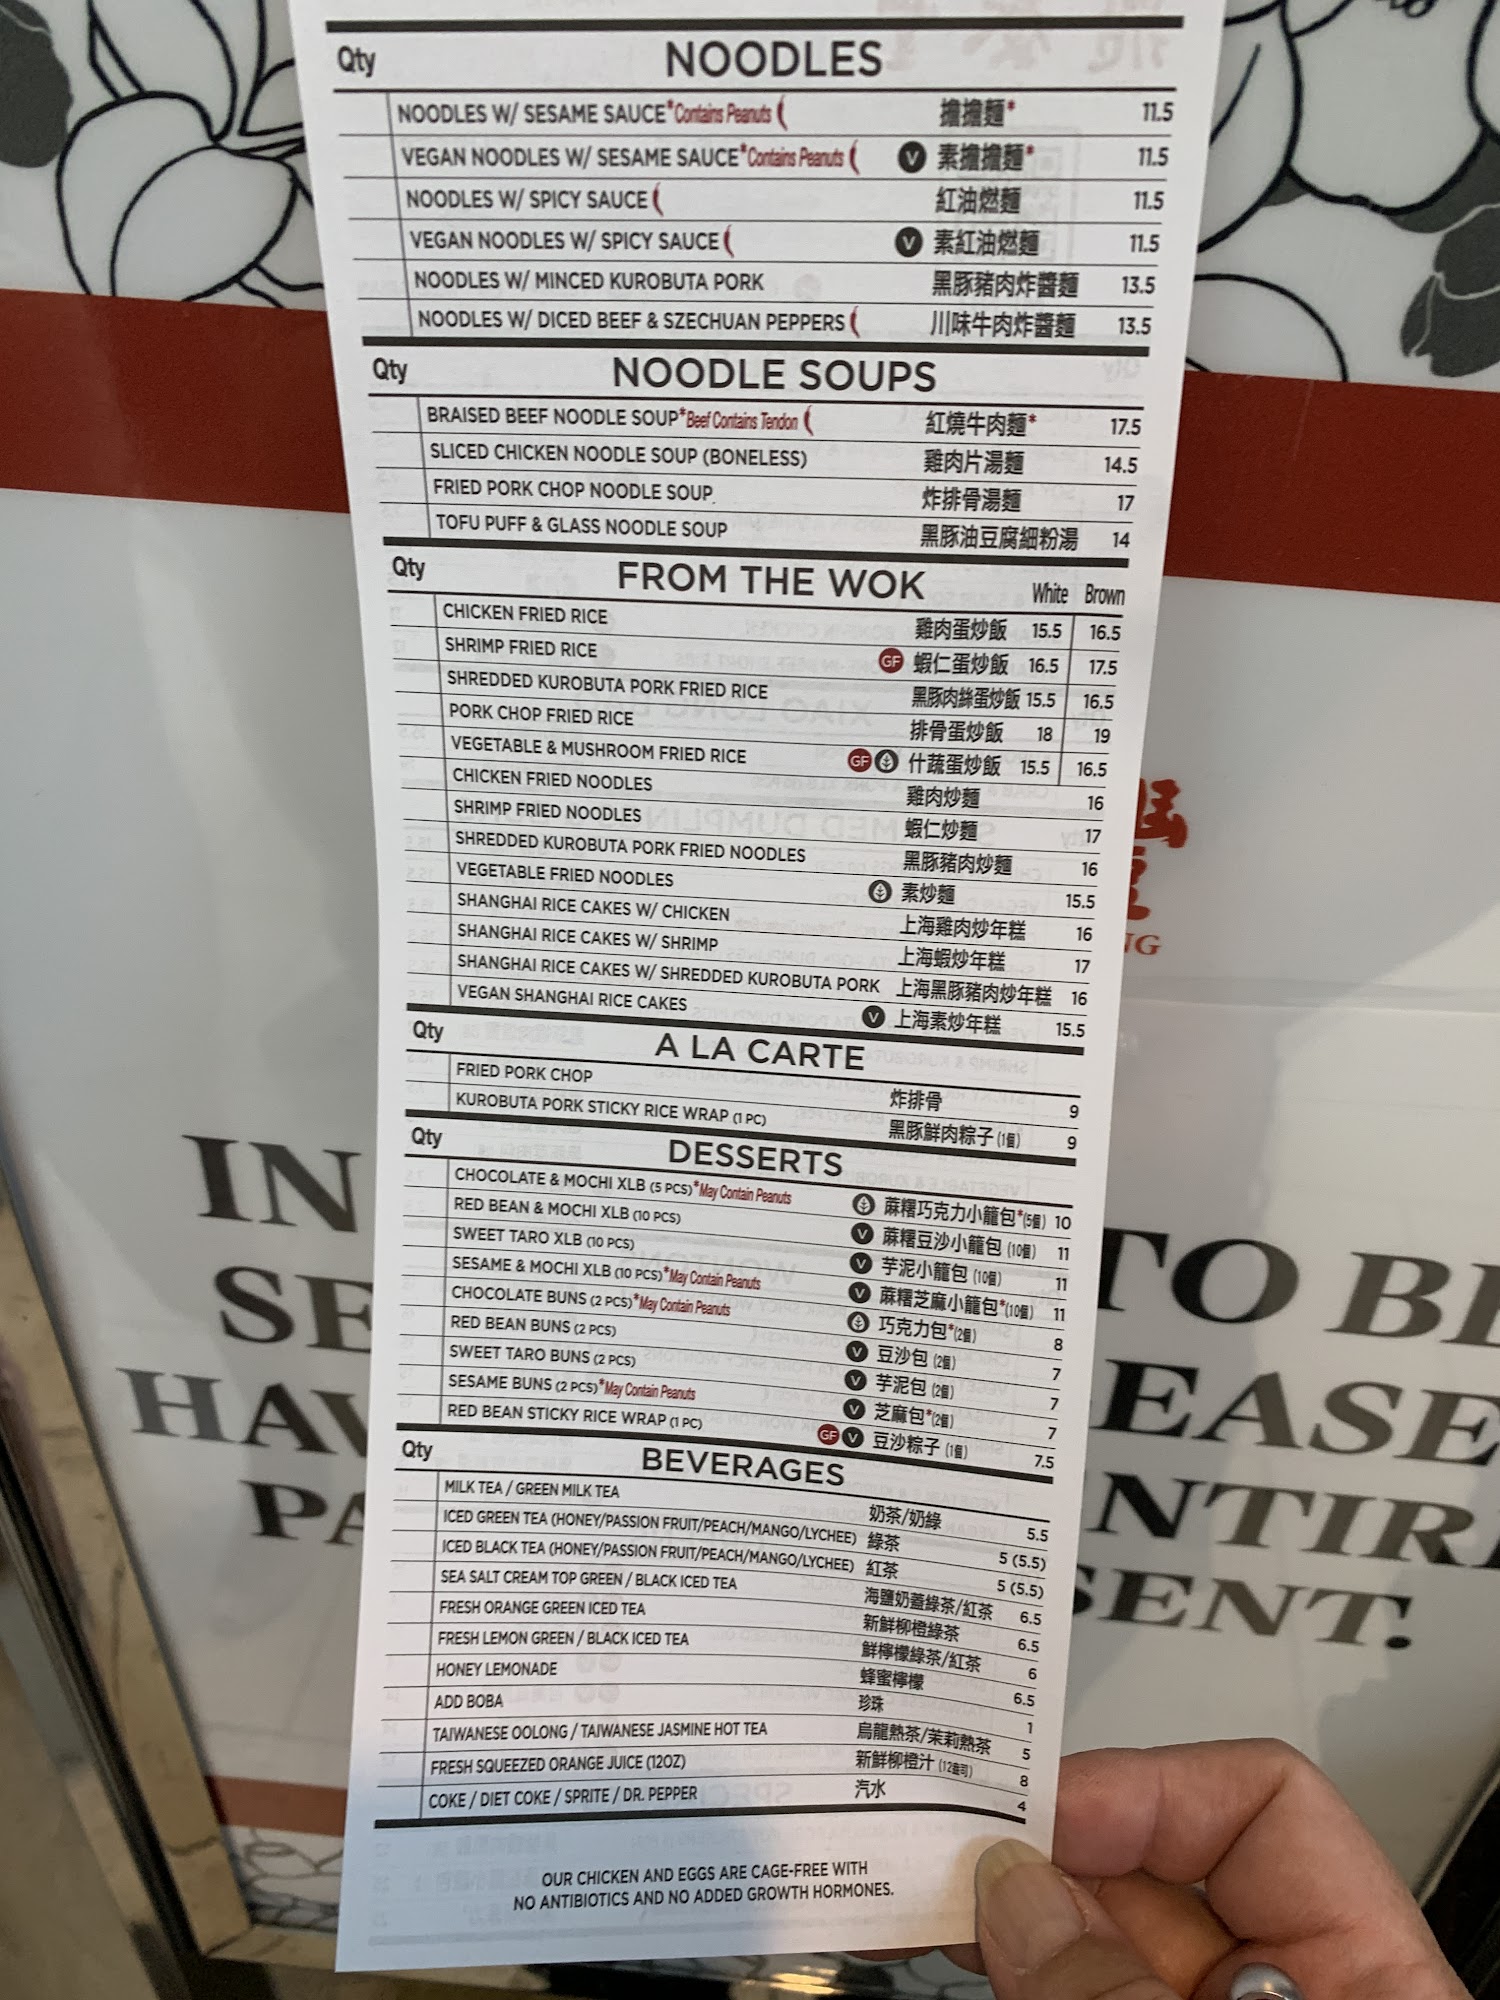 Qty NOODLES
NOODLES W/ SESAME SAUCE*Contains Peanuts 擔擔麵* 11.5
VEGAN NOODLES W/ SESAME SAUCE*Contains Peanuts V 素擔擔麵* 11.5
NOODLES W/ SPICY SAUCE 紅油燃麵 11.5
VEGAN NOODLES W/ SPICY SAUCE V 素紅油燃麵 11.5
NOODLES W/ MINCED KUROBUTA PORK 黑豚豬肉炸醬麵 13.5
NOODLES W/ DICED BEEF & SZECHUAN PEPPERS 川味牛肉炸醬麵 13.5
Qty NOODLE SOUPS
BRAISED BEEF NOODLE SOUP*Beef Contains Tendon 紅燒牛肉麵* 17.5
SLICED CHICKEN NOODLE SOUP (BONELESS) 雞肉片湯麵 14.5
FRIED PORK CHOP NOODLE SOUP 炸排骨湯麵 17
TOFU PUFF & GLASS NOODLE SOUP 黑豚油豆腐細粉湯 14
Qty FROM THE WOK White Brown
CHICKEN FRIED RICE 雞肉蛋炒飯 15.5 16.5
SHRIMP FRIED RICE GF 蝦仁蛋炒飯 16.5 17.5
SHREDDED KUROBUTA PORK FRIED RICE 黑豚肉絲蛋炒飯 15.5 16.5
PORK CHOP FRIED RICE 排骨蛋炒飯 18 19
VEGETABLE & MUSHROOM FRIED RICE GF 什蔬蛋炒飯 15.5 16.5
CHICKEN FRIED NOODLES 雞肉炒麵 16
SHRIMP FRIED NOODLES 蝦仁炒麵 17
SHREDDED KUROBUTA PORK FRIED NOODLES 黑豚豬肉炒麵 16
VEGETABLE FRIED NOODLES 素炒麵 15.5
SHANGHAI RICE CAKES W/ CHICKEN 上海雞肉炒年糕 16
SHANGHAI RICE CAKES W/ SHRIMP 上海蝦炒年糕 17
SHANGHAI RICE CAKES W/ SHREDDED KUROBUTA PORK 上海黑豚豬肉炒年糕 16
VEGAN SHANGHAI RICE CAKES V 上海素炒年糕 15.5
Qty A LA CARTE
FRIED PORK CHOP 炸排骨 9
KUROBUTA PORK STICKY RICE WRAP (1 PC) 黑豚鮮肉粽子 (1個) 9
Qty DESSERTS
CHOCOLATE & MOCHI XLB (5 PCS)*May Contain Peanuts 蔴糬巧克力小籠包*(5個) 10
RED BEAN & MOCHI XLB (10 PCS) V 蔴糬豆沙小籠包 (10個) 11
SWEET TARO XLB (10 PCS) V 芋泥小籠包 (10個) 11
SESAME & MOCHI XLB (10 PCS)*May Contain Peanuts V 蔴糬芝麻小籠包*(10個) 11
CHOCOLATE BUNS (2 PCS)*May Contain Peanuts 巧克力包*(2個) 8
RED BEAN BUNS (2 PCS) V 豆沙包 (2個) 7
SWEET TARO BUNS (2 PCS) V 芋泥包 (2個) 7
SESAME BUNS (2 PCS)*May Contain Peanuts V 芝麻包*(2個) 7
RED BEAN STICKY RICE WRAP (1 PC) GF V 豆沙粽子 (1個) 7.5
Qty BEVERAGES
MILK TEA / GREEN MILK TEA 奶茶/奶綠 5.5
ICED GREEN TEA (HONEY/PASSION FRUIT/PEACH/MANGO/LYCHEE) 綠茶 5 (5.5)
ICED BLACK TEA (HONEY/PASSION FRUIT/PEACH/MANGO/LYCHEE) 紅茶 5 (5.5)
SEA SALT CREAM TOP GREEN / BLACK ICED TEA 海鹽奶蓋綠茶/紅茶 6.5
FRESH ORANGE GREEN ICED TEA 新鮮柳橙綠茶 6.5
FRESH LEMON GREEN / BLACK ICED TEA 鮮檸檬綠茶/紅茶 6
HONEY LEMONADE 蜂蜜檸檬 6.5
ADD BOBA 珍珠 1
TAIWANESE OOLONG / TAIWANESE JASMINE HOT TEA 烏龍熱茶/茉莉熱茶 5
FRESH SQUEEZED ORANGE JUICE (12OZ) 新鮮柳橙汁 (12盎司) 8
COKE / DIET COKE / SPRITE / DR. PEPPER 汽水 4
OUR CHICKEN AND EGGS ARE CAGE-FREE WITH
NO ANTIBIOTICS AND NO ADDED GROWTH HORMONES.
NG
IN TO BE
SE EASE
HAV NTIR
PA SENT.